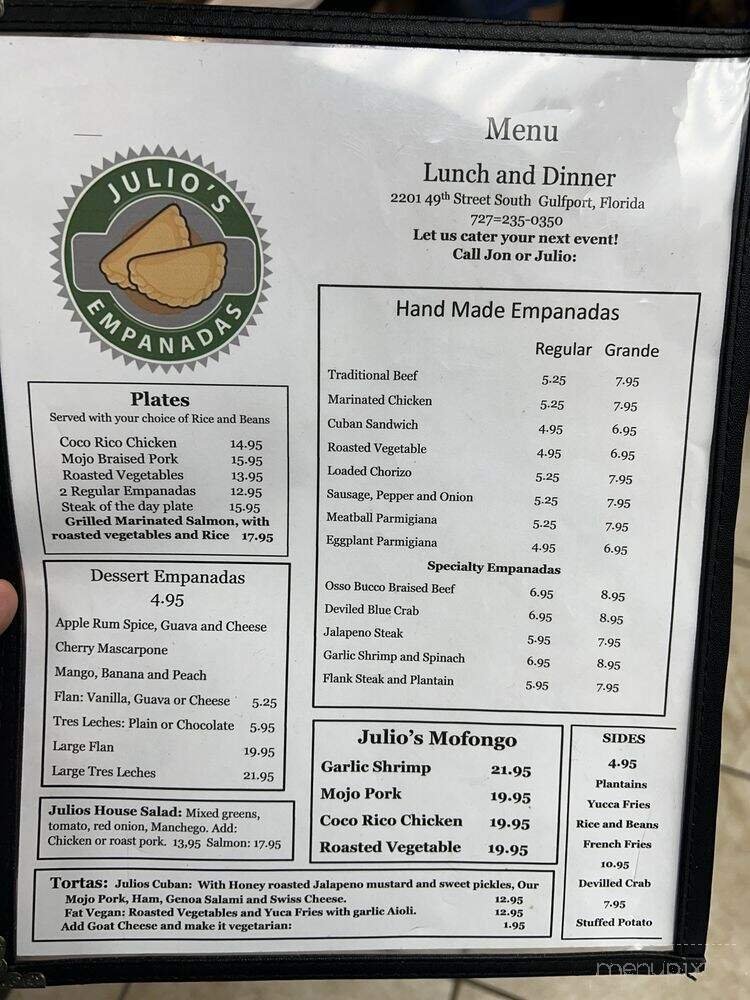 JULIO'S
EMPANADAS
Menu
Lunch and Dinner
2201 49th Street South Gulfport, Florida
727=235-0350
Let us cater your next event!
Call Jon or Julio:
Plates
Served with your choice of Rice and Beans
Coco Rico Chicken 14.95
Mojo Braised Pork 15.95
Roasted Vegetables 13.95
2 Regular Empanadas 12.95
Steak of the day plate 15.95
Grilled Marinated Salmon, with
roasted vegetables and Rice 17.95
Dessert Empanadas
4.95
Apple Rum Spice, Guava and Cheese
Cherry Mascarpone
Mango, Banana and Peach
Flan: Vanilla, Guava or Cheese 5.25
Tres Leches: Plain or Chocolate 5.95
Large Flan 19.95
Large Tres Leches 21.95
Julios House Salad: Mixed greens,
tomato, red onion, Manchego. Add:
Chicken or roast pork. 13,95 Salmon: 17.95
Hand Made Empanadas
Regular Grande
Traditional Beef 5.25 7.95
Marinated Chicken 5.25 7.95
Cuban Sandwich 4.95 6.95
Roasted Vegetable 4.95 6.95
Loaded Chorizo 5.25 7.95
Sausage, Pepper and Onion 5.25 7.95
Meatball Parmigiana 5.25 7.95
Eggplant Parmigiana 4.95 6.95
Specialty Empanadas
Osso Bucco Braised Beef 6.95 8.95
Deviled Blue Crab 6.95 8.95
Jalapeno Steak 5.95 7.95
Garlic Shrimp and Spinach 6.95 8.95
Flank Steak and Plantain 5.95 7.95
Julio's Mofongo
Garlic Shrimp 21.95
Mojo Pork 19.95
Coco Rico Chicken 19.95
Roasted Vegetable 19.95
SIDES
4.95
Plantains
Yucca Fries
Rice and Beans
French Fries
10.95
Devilled Crab
7.95
Stuffed Potato
Tortas: Julios Cuban: With Honey roasted Jalapeno mustard and sweet pickles, Our
Mojo Pork, Ham, Genoa Salami and Swiss Cheese. 12.95
Fat Vegan: Roasted Vegetables and Yuca Fries with garlic Aioli. 12.95
Add Goat Cheese and make it vegetarian: 1.95
menupix